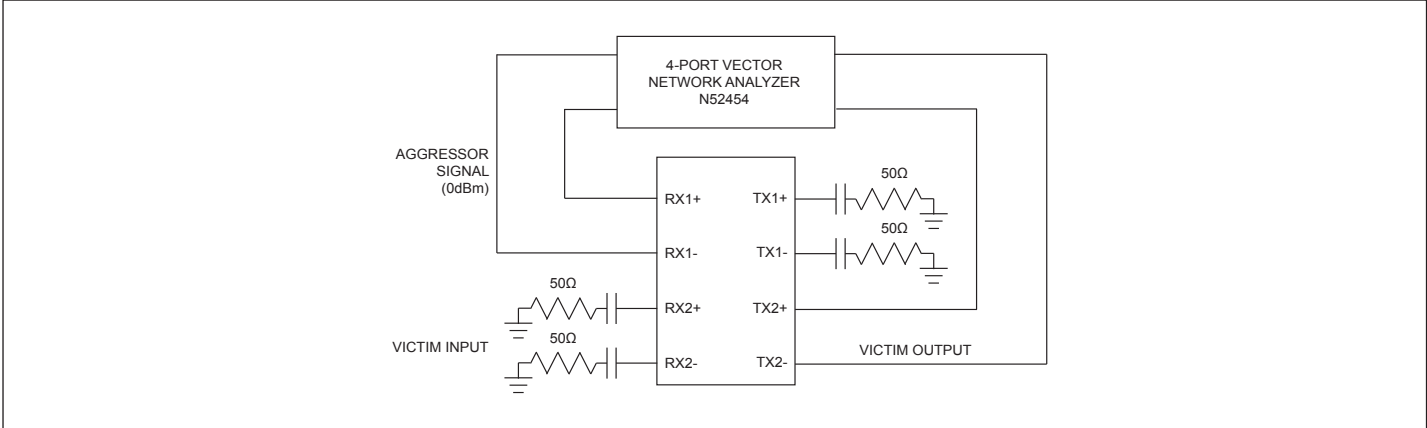 4-PORT VECTOR
NETWORK ANALYZER
N52454
AGGRESSOR
SIGNAL
(0dBm)
RX1+
TX1+
50Ω
RX1-
TX1-
50Ω
50Ω
RX2+
TX2+
VICTIM INPUT
50Ω
RX2-
TX2-
VICTIM OUTPUT